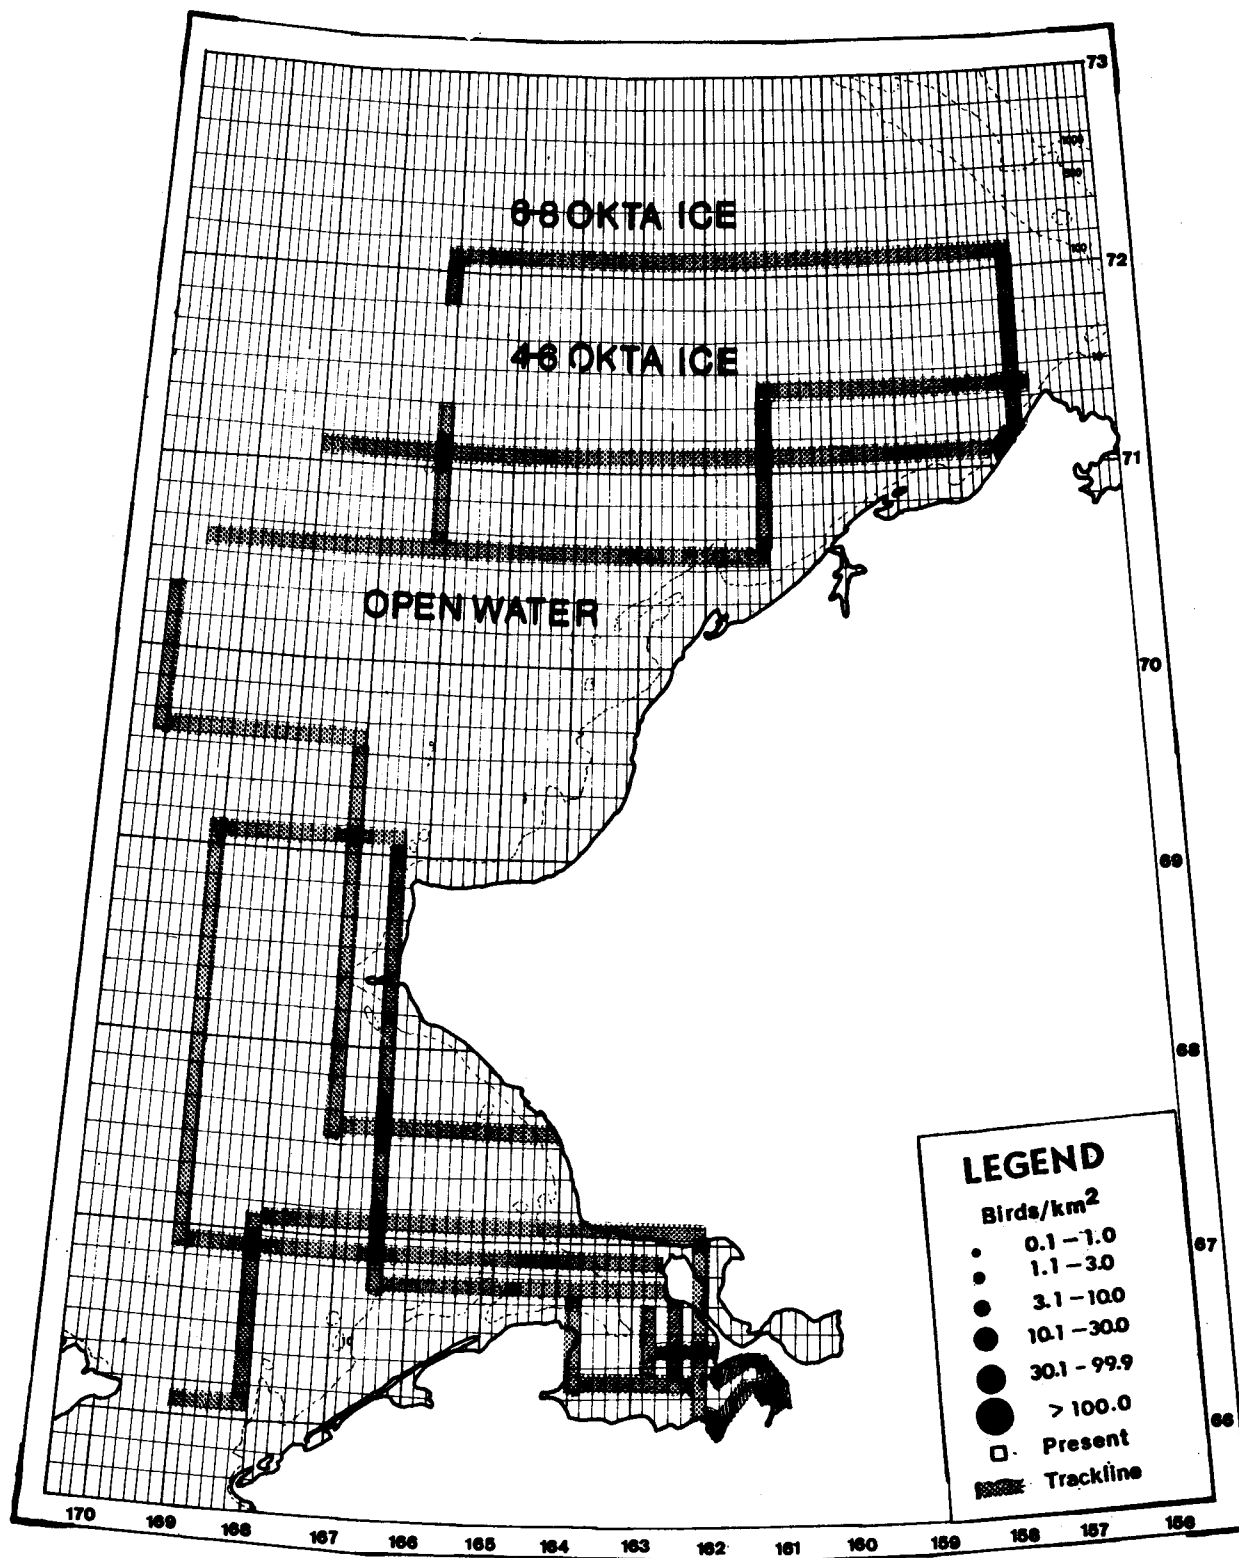 73
1000
6-8 OKTA ICE
100
72
4-6 OKTA ICE
71
OPEN WATER
70
69
68
LEGEND
Birds/km2
0.1 – 1.0
1.1 – 3.0
3.1 – 10.0
10.1 – 30.0
30.1 – 99.9
> 100.0
Present
Trackline
67
10
66
170 169 168 167 166 165 164 163 162 161 160 159 158 157 156